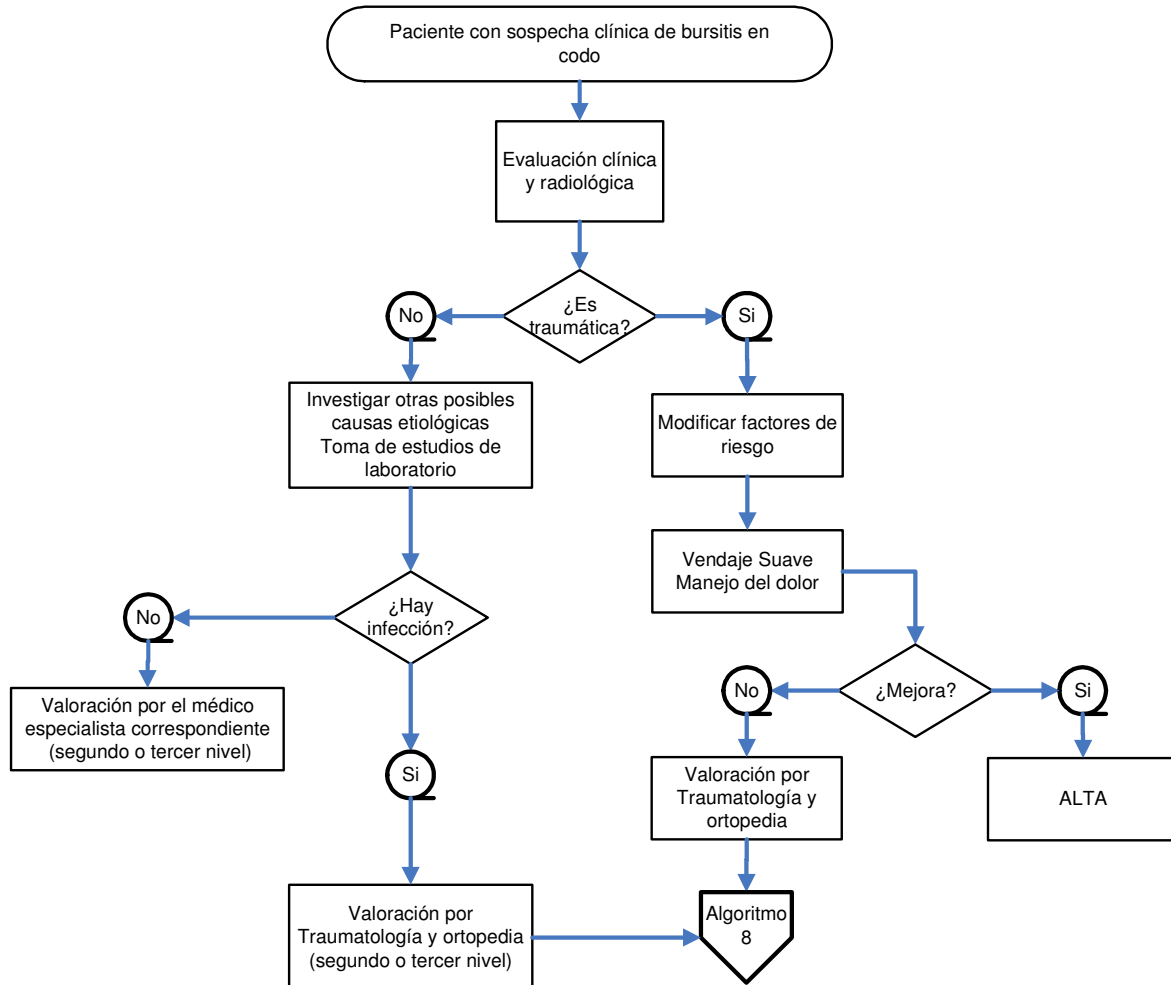 Paciente con sospecha clínica de bursitis en
codo
Evaluación clínica
y radiológica
¿Es
traumática?
No
Si
Investigar otras posibles
causas etiológicas
Toma de estudios de
laboratorio
Modificar factores de
riesgo
Vendaje Suave
Manejo del dolor
¿Hay
infección?
No
¿Mejora?
No
Si
Valoración por el médico
especialista correspondiente
(segundo o tercer nivel)
Si
Valoración por
Traumatología y
ortopedia
ALTA
Valoración por
Traumatología y ortopedia
(segundo o tercer nivel)
Algoritmo
8